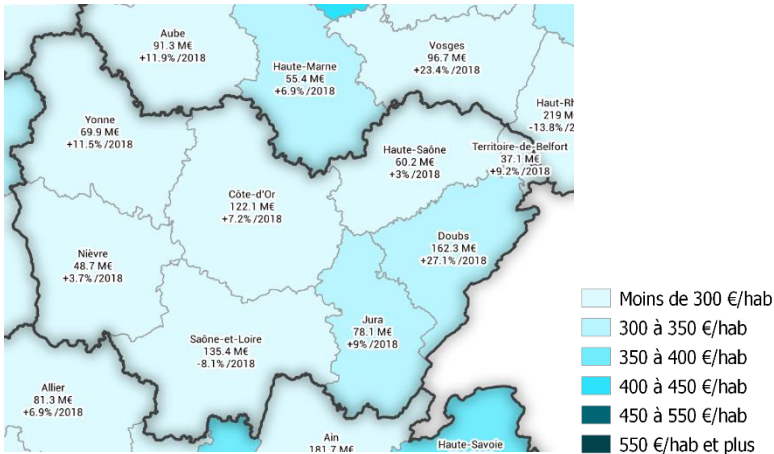 Aube
91.3 M€
+11.9% /2018
Haute-Marne
55.4 M€
+6.9% /2018
Vosges
96.7 M€
+23.4% /2018
Haut-Rh
219 M
-13.8% /2
Yonne
69.9 M€
+11.5% /2018
Haute-Saône
60.2 M€
+3% /2018
Territoire-de-Belfort
37.1 M€
+9.2% /2018
Côte-d'Or
122.1 M€
+7.2% /2018
Doubs
162.3 M€
+27.1% /2018
Nièvre
48.7 M€
+3.7% /2018
Jura
78.1 M€
+9% /2018
Saône-et-Loire
135.4 M€
-8.1% /2018
Allier
81.3 M€
+6.9% /2018
Ain
181.7 M€
Haute-Savoie
Moins de 300 €/hab
300 à 350 €/hab
350 à 400 €/hab
400 à 450 €/hab
450 à 550 €/hab
550 €/hab et plus